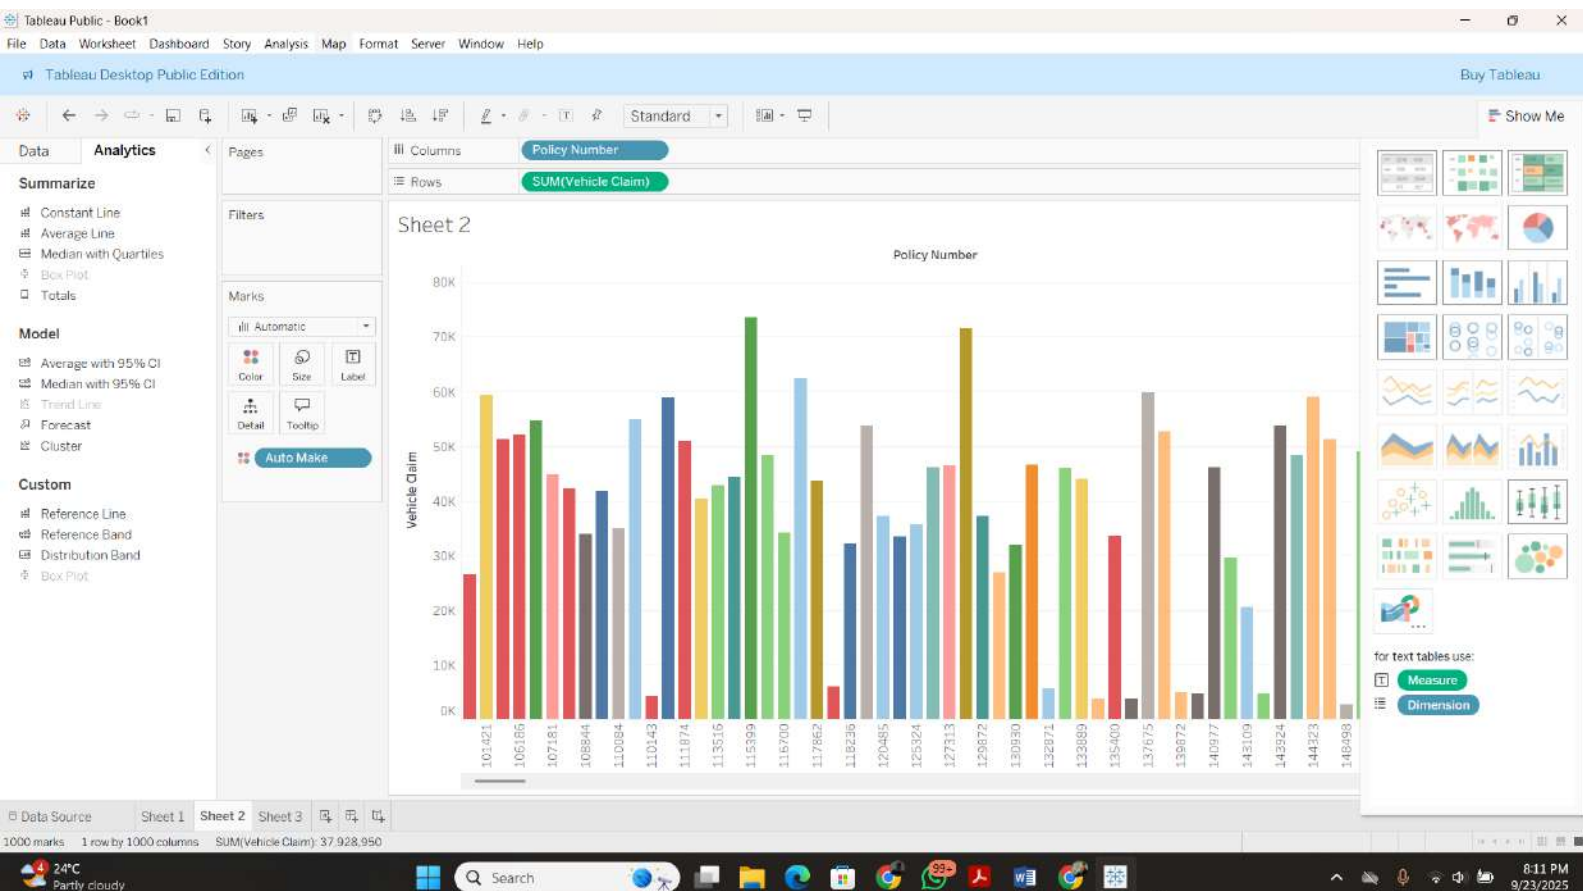 Tableau Public - Book1
File Data Worksheet Dashboard Story Analysis Map Format Server Window Help
Tableau Desktop Public Edition
Buy Tableau
Standard
Show Me
Data
Analytics
Summarize
Constant Line
Average Line
Median with Quartiles
Box Plot
Totals
Model
Average with 95% CI
Median with 95% CI
Trend Line
Forecast
Cluster
Custom
Reference Line
Reference Band
Distribution Band
Box Plot
Pages
Filters
Marks
Automatic
Color
Size
Label
Detail
Tooltip
Auto Make
Columns
Policy Number
Rows
SUM(Vehicle Claim)
Sheet 2
Policy Number
Vehicle Claim
80K
70K
60K
50K
40K
30K
20K
10K
0K
101421
106186
107181
108844
110084
110143
111874
113516
115399
116700
117862
118236
120485
125324
127313
129872
130930
132871
133889
135400
137675
139872
140977
143109
143924
144323
148498
for text tables use:
Measure
Dimension
Data Source
Sheet 1
Sheet 2
Sheet 3
1000 marks
1 row by 1000 columns
SUM(Vehicle Claim): 37,928,950
4
24°C
Partly cloudy
Search
99+
8:11 PM
9/23/2025